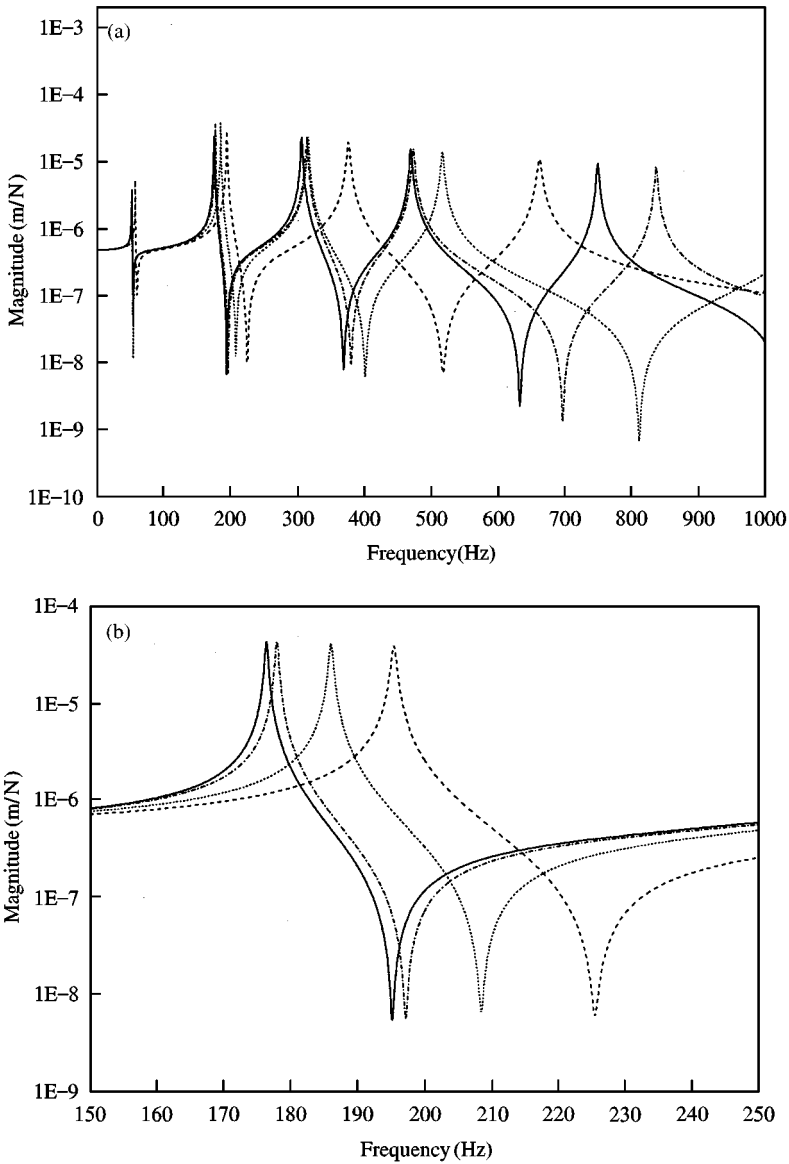 (a)
1E−3
1E−4
1E−5
1E−6
1E−7
1E−8
1E−9
1E−10
Magnitude (m/N)
0 100 200 300 400 500 600 700 800 900 1000
Frequency(Hz)
(b)
1E−4
1E−5
1E−6
1E−7
1E−8
1E−9
Magnitude (m/N)
150 160 170 180 190 200 210 220 230 240 250
Frequency (Hz)